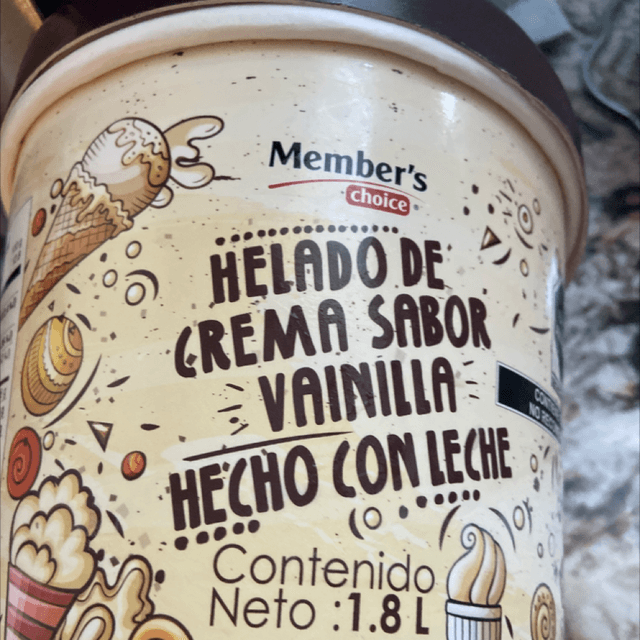 Member's
choice
HELADO DE
CREMA SABOR
VAINILLA
HECHO CON LECHE
Contenido
Neto :1.8 L